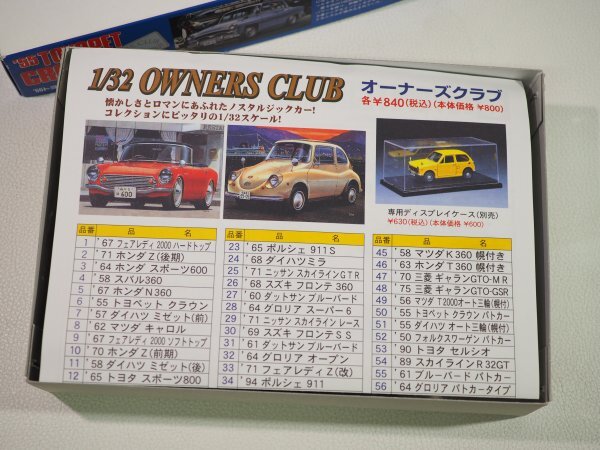 '55 TOYOPET
1/32 OWNERS CLUB
オーナーズクラブ
各¥840(税込)(本体価格 ¥800)
懐かしさとロマンにあふれたノスタルジックカー!
コレクションにピッタリの1/32スケール!
専用ディスプレイケース(別売)
¥630(税込)(本体価格 ¥600)
品番 品 名
1 '67 フェアレディ 2000 ハードトップ
2 '71 ホンダ Z(後期)
3 '64 ホンダ スポーツ600
4 '58 スバル360
5 '67 ホンダ N360
6 '55 トヨペット クラウン
7 '57 ダイハツ ミゼット(前)
8 '62 マツダ キャロル
9 '67 フェアレディ 2000 ソフトトップ
10 '70 ホンダ Z(前期)
11 '58 ダイハツ ミゼット(後)
12 '65 トヨタ スポーツ800
品番 品 名
23 '65 ポルシェ 911S
24 '68 ダイハツミラ
25 '71 ニッサン スカイラインGTR
26 '68 スズキ フロンテ 360
27 '60 ダットサン ブルーバード
28 '64 グロリア スーパー 6
29 '71 ニッサン スカイライン レース
30 '69 スズキ フロンテSS
31 '61 ダットサン ブルーバード
32 '64 グロリア オープン
33 '71 フェアレディZ(改)
34 '94 ポルシェ 911
品番 品 名
45 '58 マツダ K360 幌付き
46 '63 ホンダ T360 幌付き
47 '70 三菱 ギャランGTO-MR
48 '75 三菱 ギャランGTO-GSR
49 '56 マツダ T2000オート三輪(幌付)
50 '55 トヨペット クラウン パトカー
51 '55 ダイハツ オート三輪(幌付)
52 '50 フォルクスワーゲン パトカー
53 '90 トヨタ セルシオ
54 '89 スカイライン R32GT
55 '61 ブルーバード パトカー
56 '64 グロリア パトカータイプ